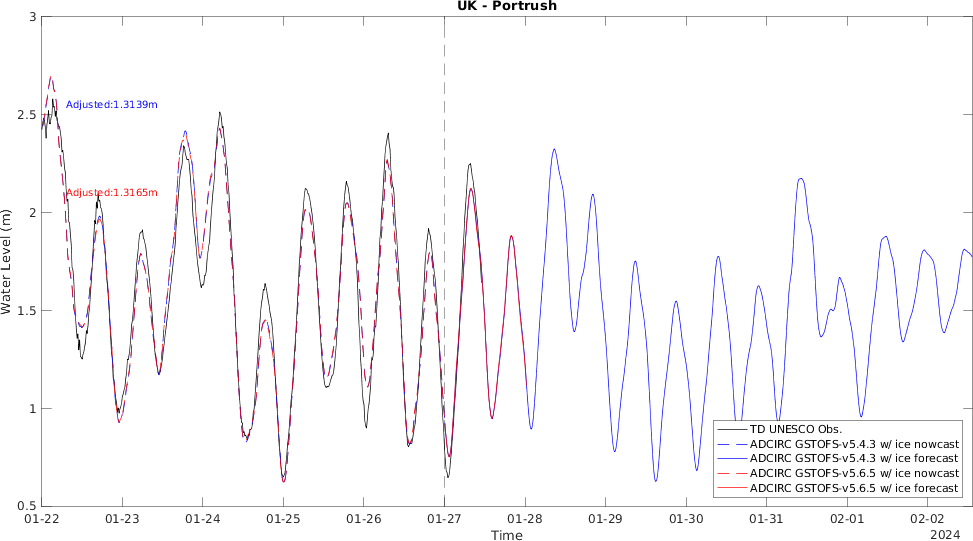 UK - Portrush
3
2.5
2
1.5
1
0.5
Water Level (m)
Adjusted:1.3139m
Adjusted:1.3165m
TD UNESCO Obs.
ADCIRC GSTOFS-v5.4.3 w/ ice nowcast
ADCIRC GSTOFS-v5.4.3 w/ ice forecast
ADCIRC GSTOFS-v5.6.5 w/ ice nowcast
ADCIRC GSTOFS-v5.6.5 w/ ice forecast
01-22 01-23 01-24 01-25 01-26 01-27 01-28 01-29 01-30 01-31 02-01 02-02
Time
2024